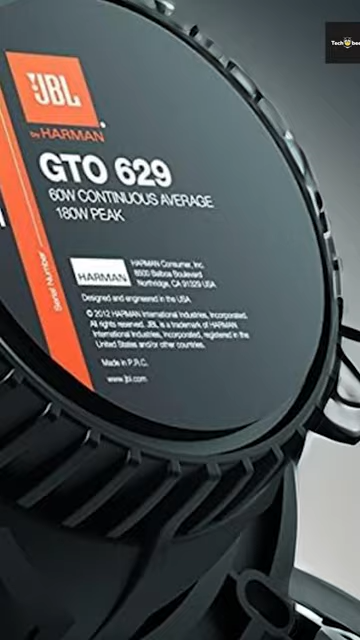 Tech bee
JBL
by HARMAN
GTO 629
60W CONTINUOUS AVERAGE
180W PEAK
Serial Number
HARMAN
HARMAN Consumer, Inc.
8500 Balboa Boulevard
Northridge, CA 91329 USA
Designed and engineered in the USA
© 2012 HARMAN International Industries, Incorporated.
All rights reserved. JBL is a trademark of HARMAN
International Industries, Incorporated, registered in the
United States and/or other countries.
Made in P.R.C.
www.jbl.com